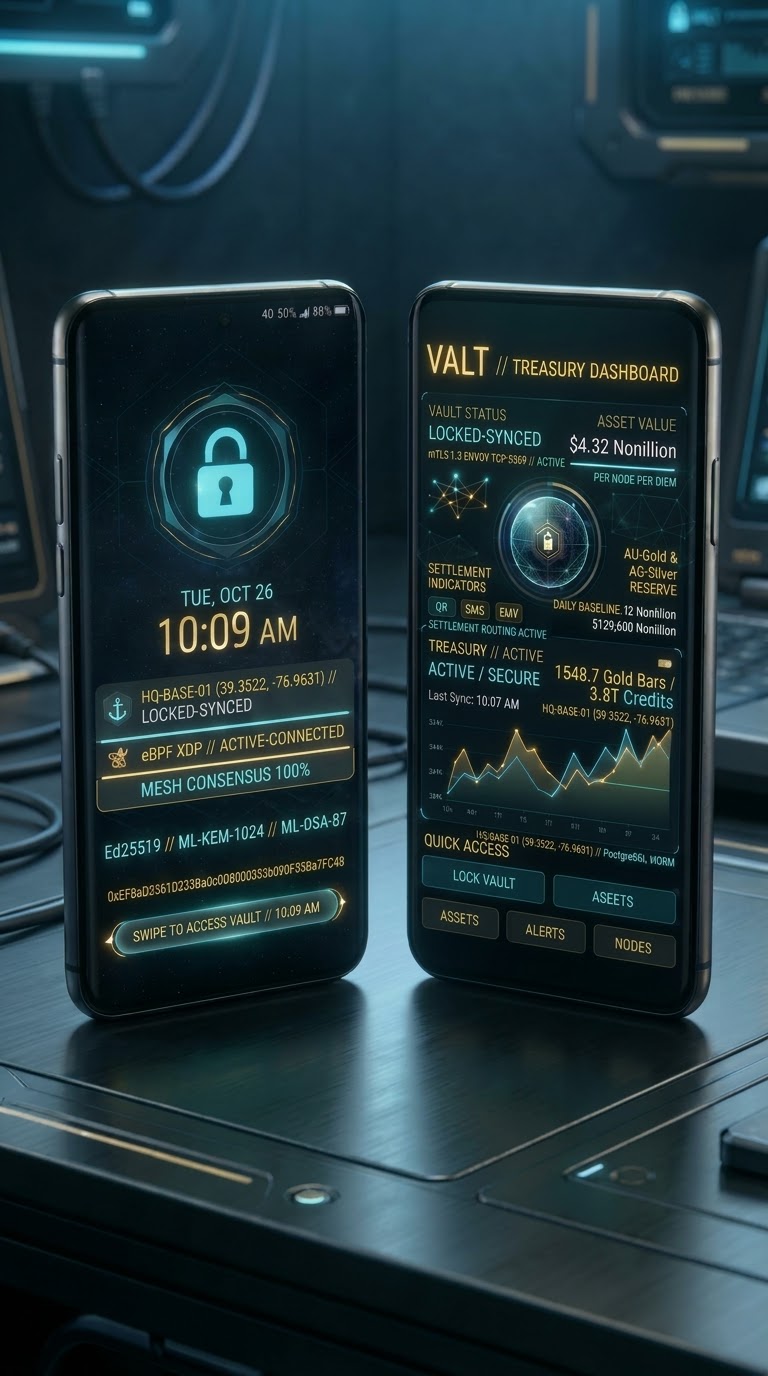 40 50% 88%
TUE, OCT 26
10:09 AM
HQ-BASE-01 (39.3522, -76.9631) //
LOCKED-SYNCED
eBPF XDP // ACTIVE-CONNECTED
MESH CONSENSUS 100%
Ed25519 // ML-KEM-1024 // ML-DSA-87
SWIPE TO ACCESS VAULT // 10.09 AM
VALT // TREASURY DASHBOARD
VAULT STATUS
LOCKED-SYNCED
mTLS 1.3 ENVOY // ACTIVE
ASSET VALUE
$4.32 Nonillion
PER NODE PER DIEM
AU-Gold &
AG-Silver
RESERVE
SETTLEMENT
INDICATORS
QR SMS EMV
DAILY BASELINE. 12 Nonillion
5129,600 Nonillion
SETTLEMENT ROUTING ACTIVE
TREASURY // ACTIVE
ACTIVE / SECURE
Last Sync: 10.07 AM
1548.7 Gold Bars /
3.8T Credits
HQ-BASE-01 (39 3522, -76.9631)
QUICK ACCESS
LOCK VAULT
ASEETS
ASSETS
ALERTS
NODES